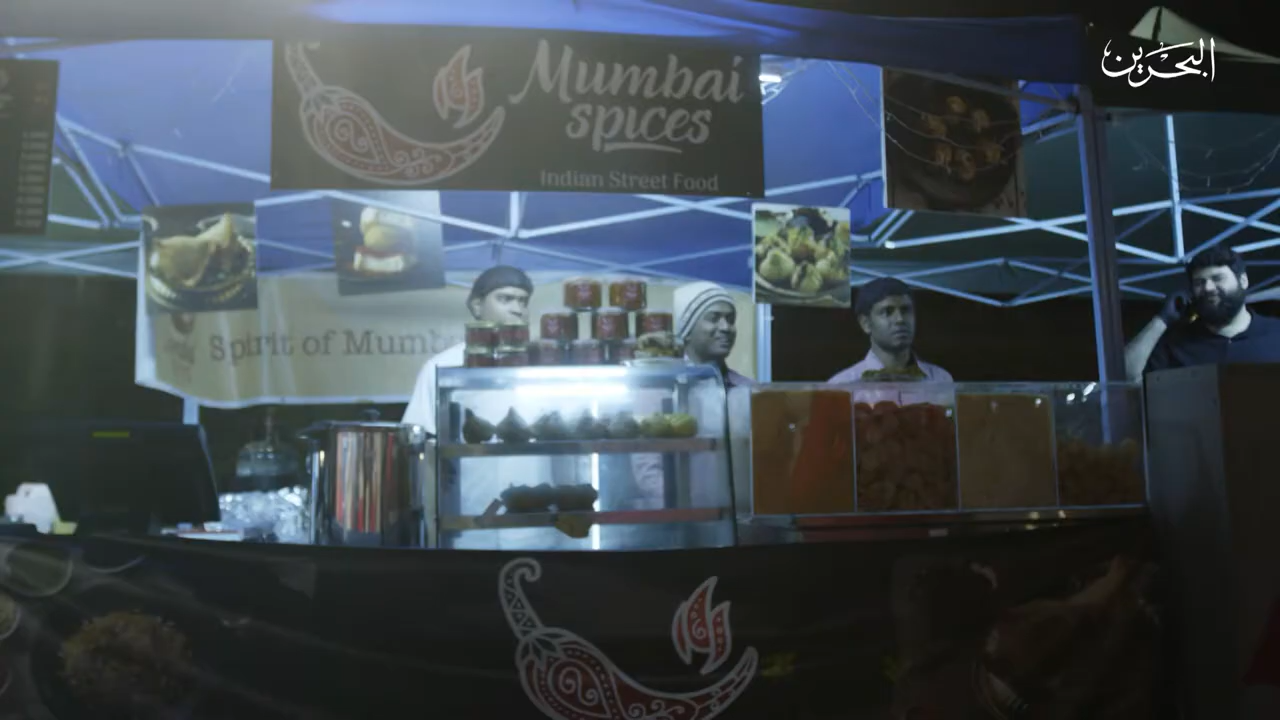 البحرين
Mumbai
spices
Indian Street Food
Spirit of Mumb